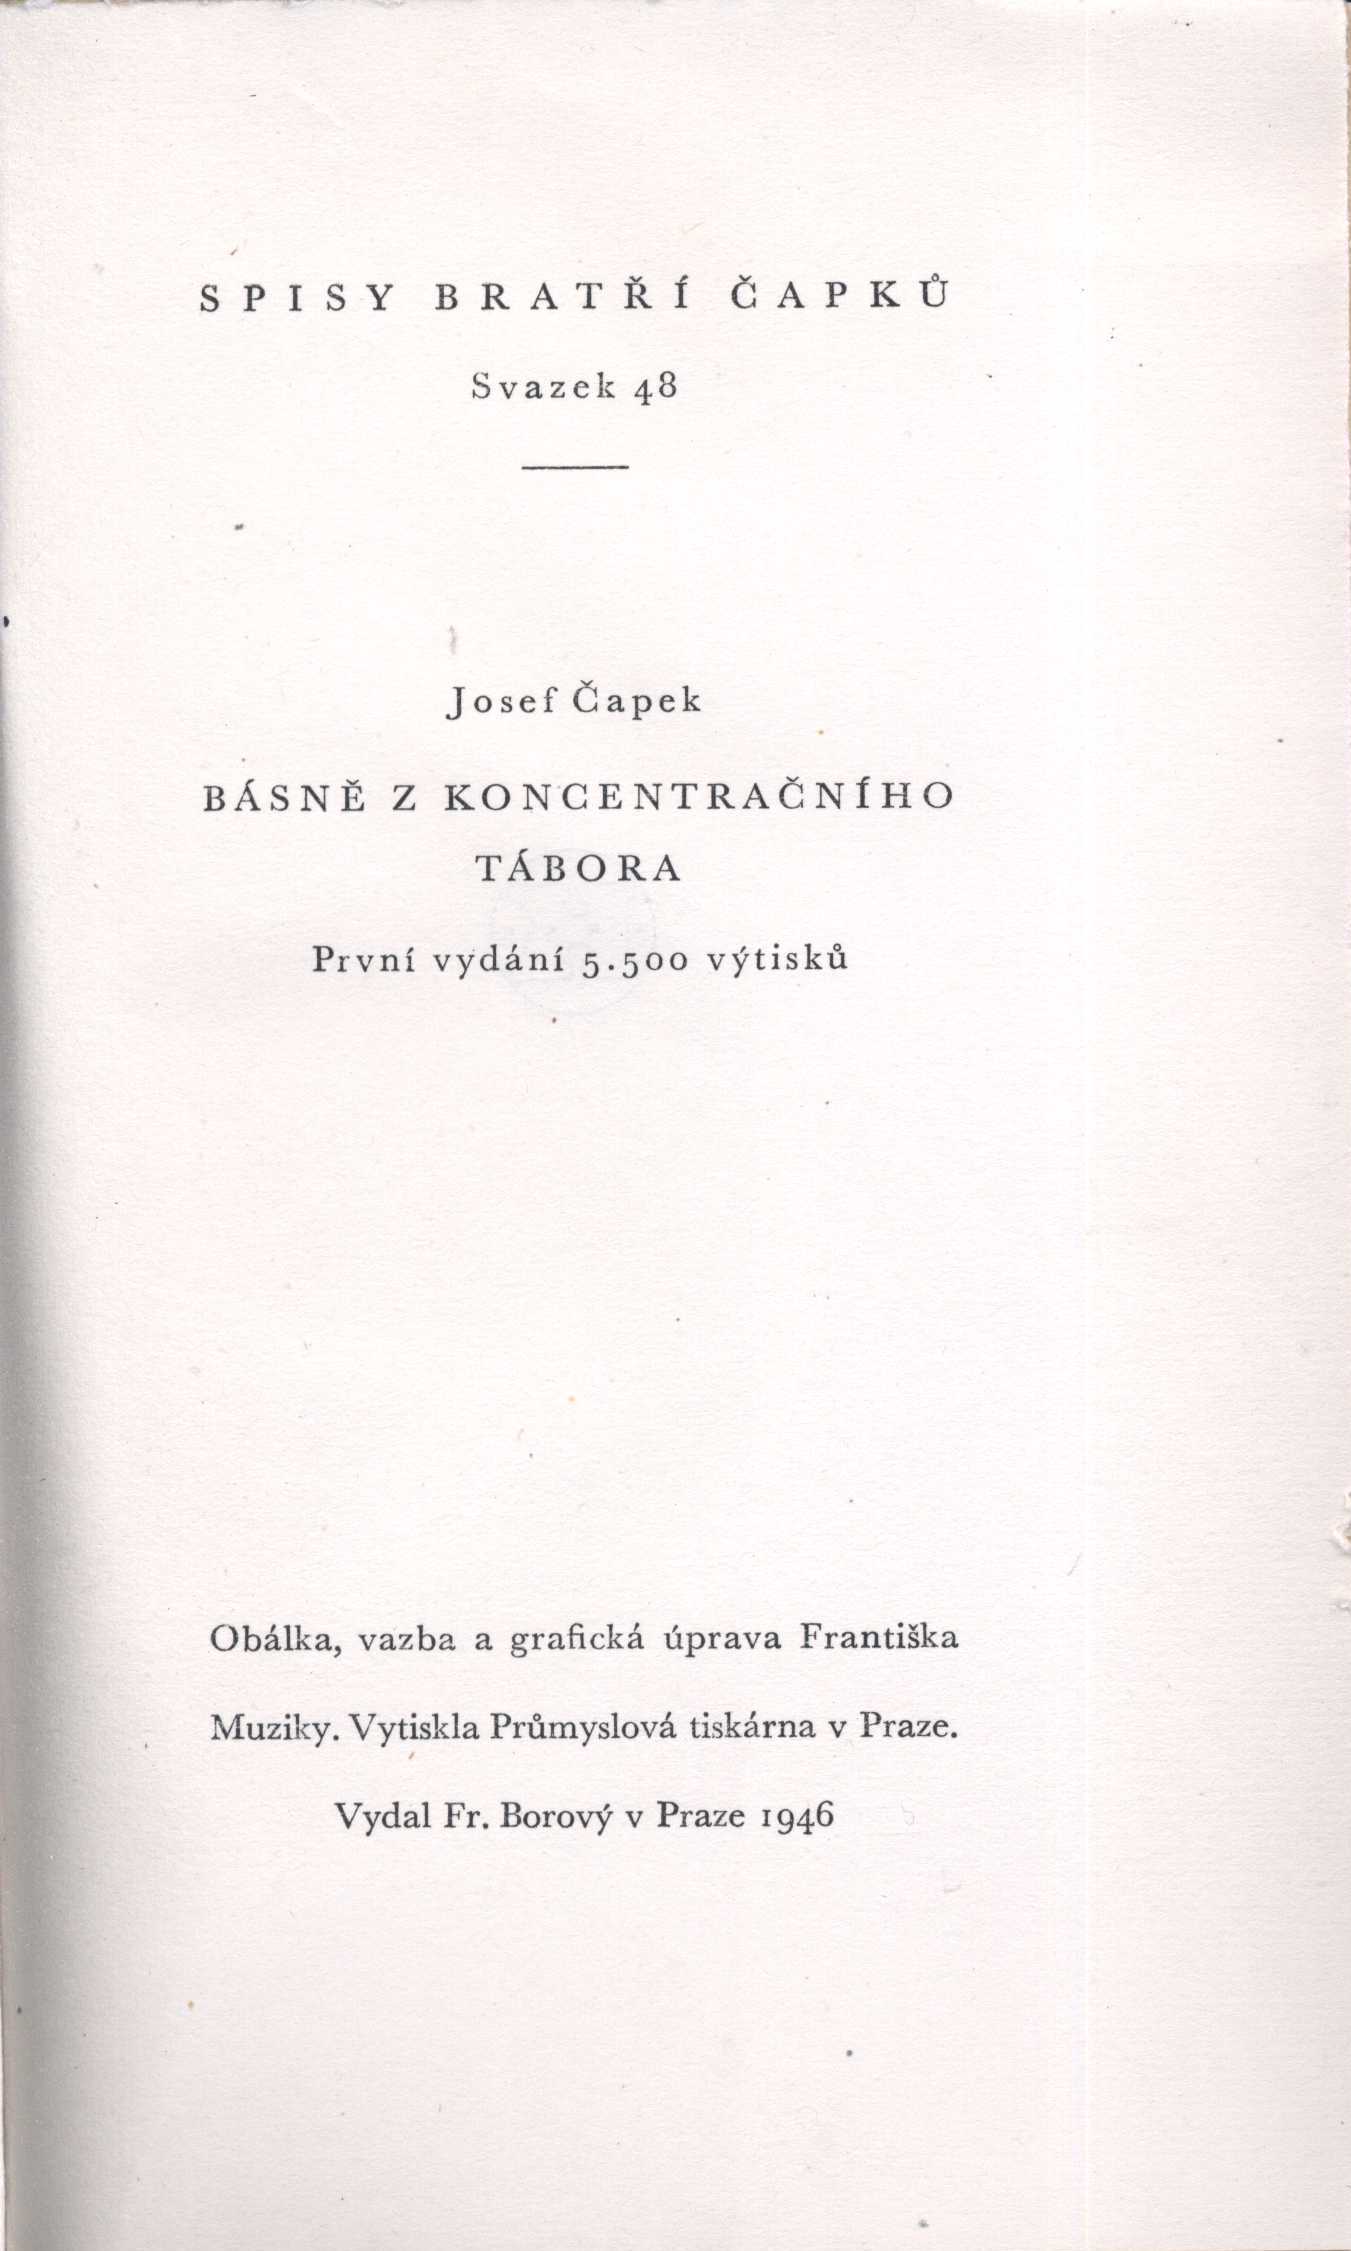 SPISY BRATŘÍ ČAPKŮ
Svazek 48
Josef Čapek
BÁSNĚ Z KONCENTRAČNÍHO
TÁBORA
První vydání 5.500 výtisků
Obálka, vazba a grafická úprava Františka
Muziky. Vytiskla Průmyslová tiskárna v Praze.
Vydal Fr. Borový v Praze 1946